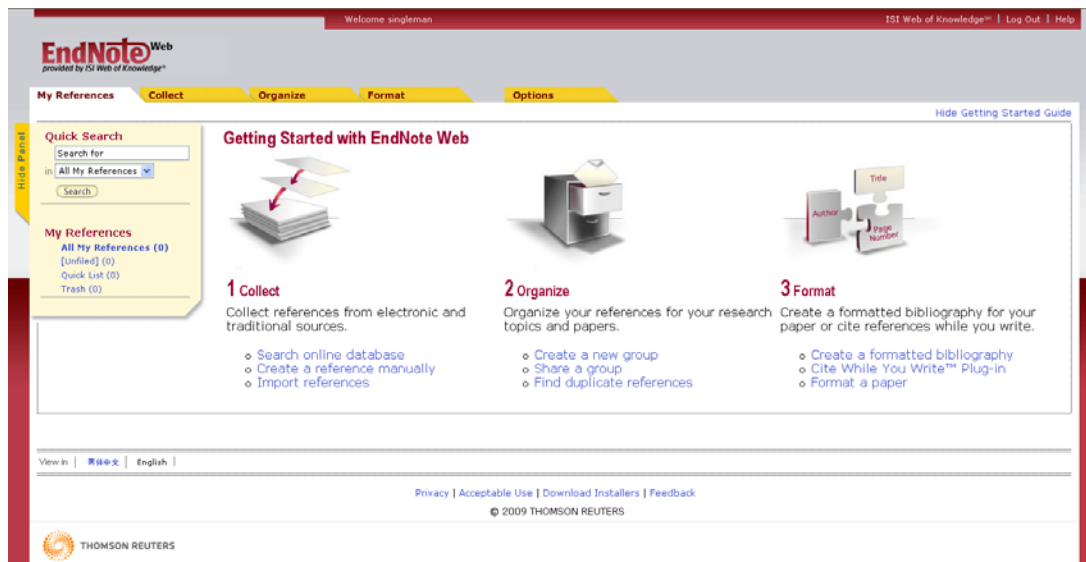 Welcome singleman
ISI Web of Knowledge℠ | Log Out | Help
EndNote Web
provided by ISI Web of Knowledge℠
My References Collect Organize Format Options
Hide Getting Started Guide
Hide Panel
Quick Search
Search for
in All My References
Search
My References
All My References (0)
[Unfiled] (0)
Quick List (0)
Trash (0)
Getting Started with EndNote Web
Title
Author
Page
Number
1 Collect
Collect references from electronic and
traditional sources.
Search online database
Create a reference manually
Import references
2 Organize
Organize your references for your research
topics and papers.
Create a new group
Share a group
Find duplicate references
3 Format
Create a formatted bibliography for your
paper or cite references while you write.
Create a formatted bibliography
Cite While You Write™ Plug-in
Format a paper
View in | 简体中文 | English |
Privacy | Acceptable Use | Download Installers | Feedback
© 2009 THOMSON REUTERS
THOMSON REUTERS